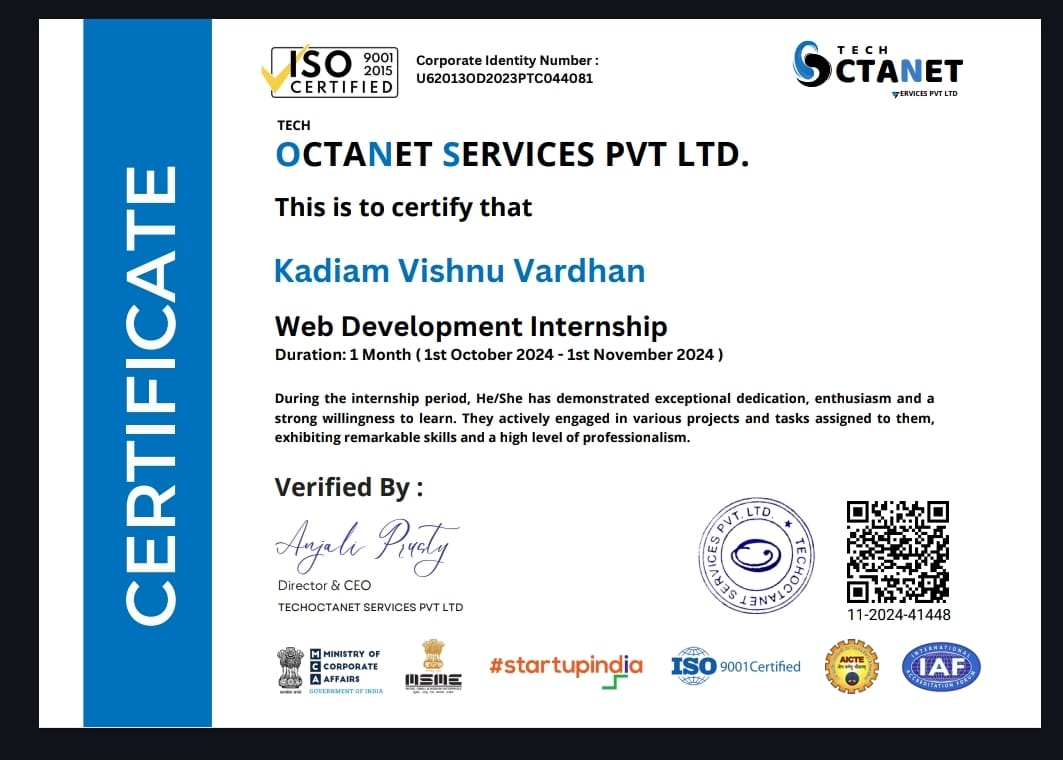 ISO 9001
2015
CERTIFIED
Corporate Identity Number :
U62013OD2023PTC044081
TECH
OCTANET
SERVICES PVT LTD
TECH
OCTANET SERVICES PVT LTD.
This is to certify that
Kadiam Vishnu Vardhan
Web Development Internship
Duration: 1 Month ( 1st October 2024 - 1st November 2024 )
During the internship period, He/She has demonstrated exceptional dedication, enthusiasm and a
strong willingness to learn. They actively engaged in various projects and tasks assigned to them,
exhibiting remarkable skills and a high level of professionalism.
CERTIFICATE
Verified By :
Anjali Prusty
Director & CEO
TECHOCTANET SERVICES PVT LTD
TECHOCTANET SERVICES PVT. LTD. ★
11-2024-41448
MINISTRY OF
CORPORATE
AFFAIRS
GOVERNMENT OF INDIA
MSME
#startupindia
ISO 9001 Certified
AICTE
INTERNATIONAL
IAF
ACCREDITATION FORUM